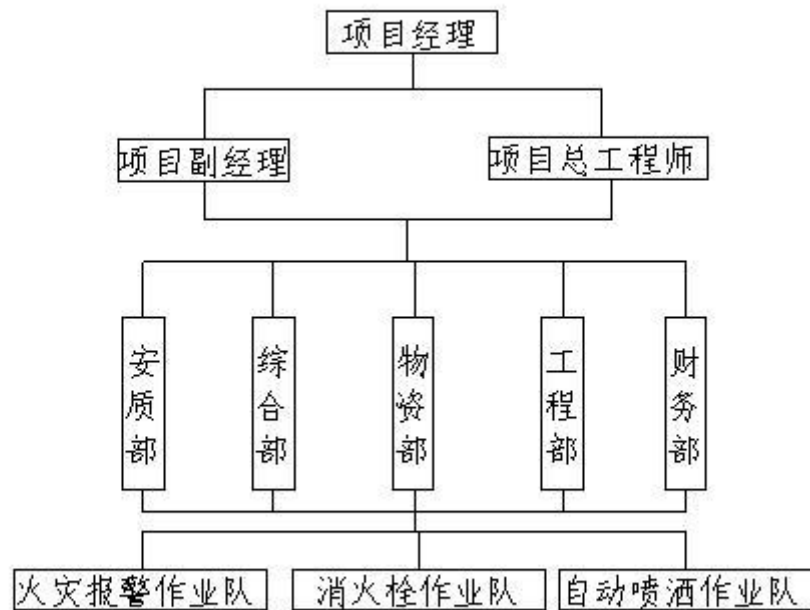 项目经理
项目副经理
项目总工程师
安质部
综合部
物资部
工程部
财务部
火灾报警作业队
消火栓作业队
自动喷洒作业队